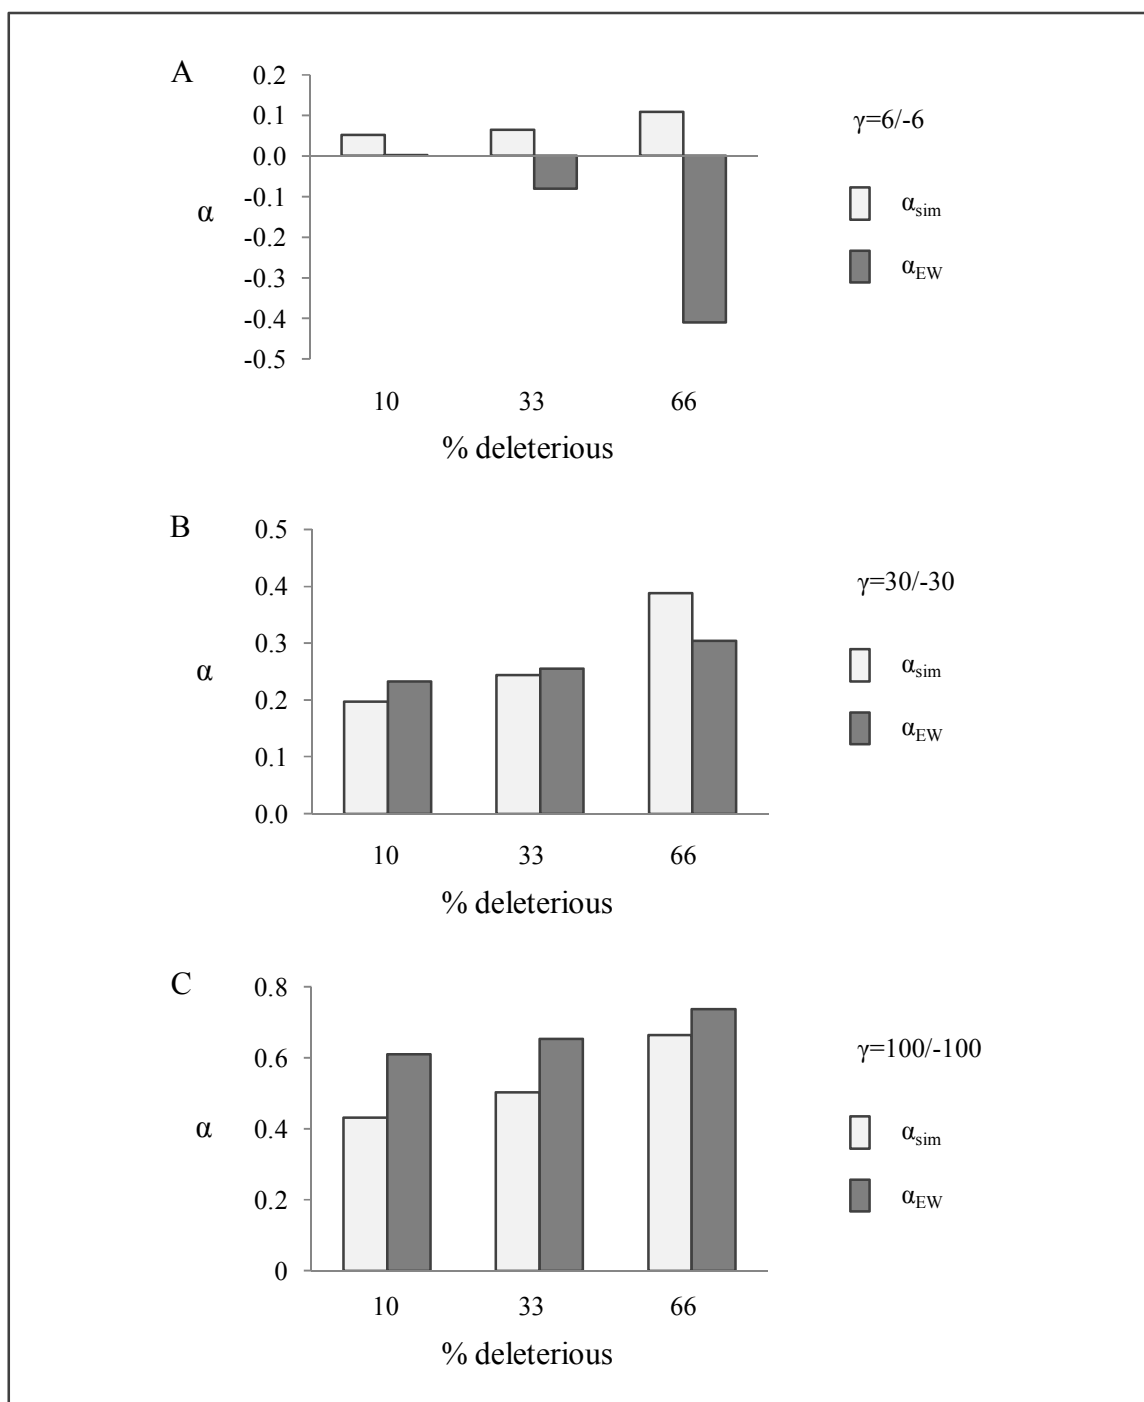 A
0.2
0.1
0.0
-0.1
-0.2
-0.3
-0.4
-0.5
α
10 33 66
% deleterious
γ=6/-6
αsim
αEW
B
0.5
0.4
0.3
0.2
0.1
0.0
α
10 33 66
% deleterious
γ=30/-30
αsim
αEW
C
0.8
0.6
0.4
0.2
0
α
10 33 66
% deleterious
γ=100/-100
αsim
αEW